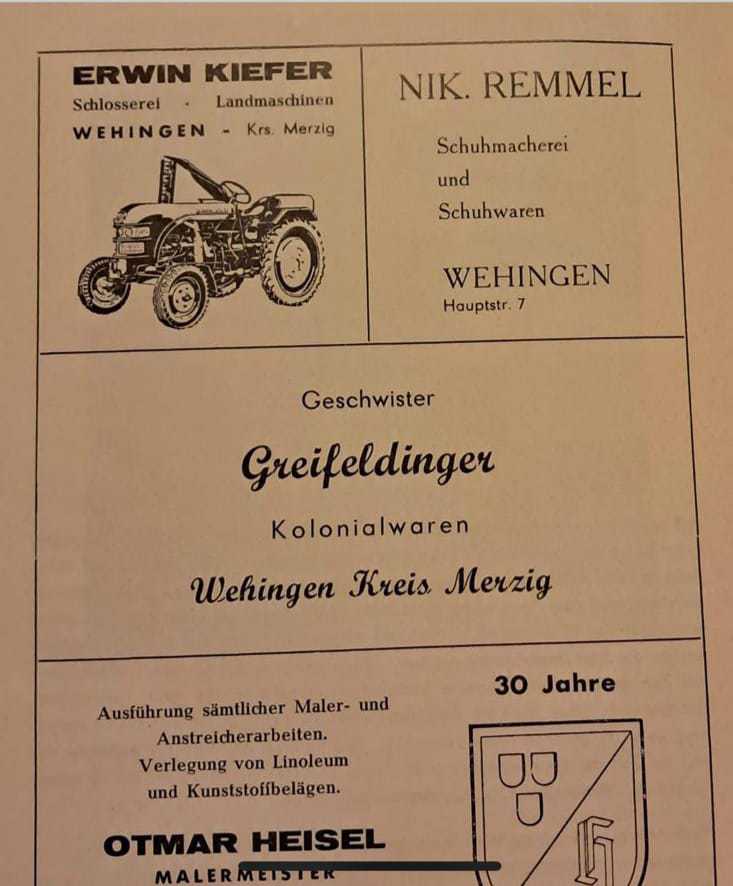 ERWIN KIEFER
Schlosserei · Landmaschinen
WEHINGEN - Krs. Merzig
NIK. REMMEL
Schuhmacherei
und
Schuhwaren
WEHINGEN
Hauptstr. 7
Geschwister
Greifeldinger
Kolonialwaren
Wehingen Kreis Merzig
Ausführung sämtlicher Maler- und
Anstreicherarbeiten.
Verlegung von Linoleum
und Kunststoffbelägen.
OTMAR HEISEL
MALERMEISTER
30 Jahre
H